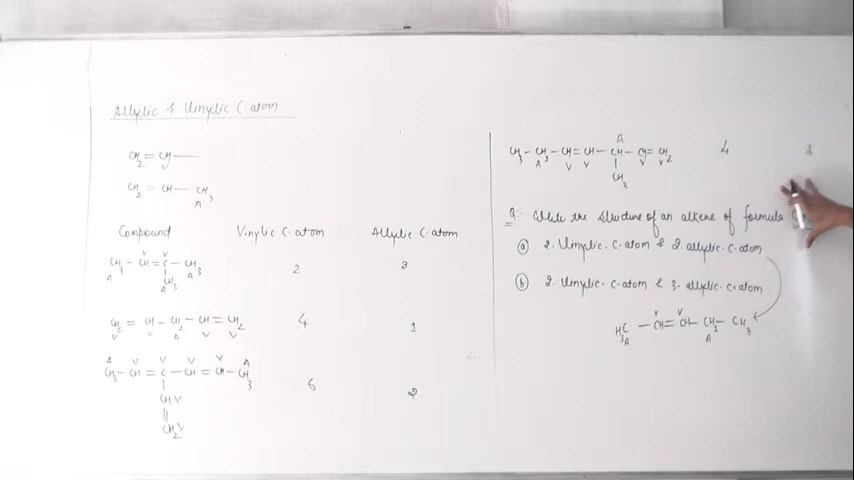 Allylic & Vinylic C-atom
CH2=CH—
CH2=CH—CH3
A
Compound Vinylic C-atom Allylic C-atom
V V
CH3-CH=C-CH3 2 3
A A
CH3
A
CH2=CH-CH2-CH=CH2 4 1
V V A V V
A V V V V A
CH3-CH=C-CH=CH-CH3 6 2
CH V
||
CH2 V
A
CH3-CH2-CH=CH-CH-CH=CH2 4 2
A V V V V
CH3
Q:- Write the structure of an alkene of formula
(a) 2-Vinylic-C-atom & 2 allylic-C-atom
(b) 2-Vinylic-C-atom & 3-allylic-C-atom
V V
H3C-CH=CH-CH2-CH3
A A